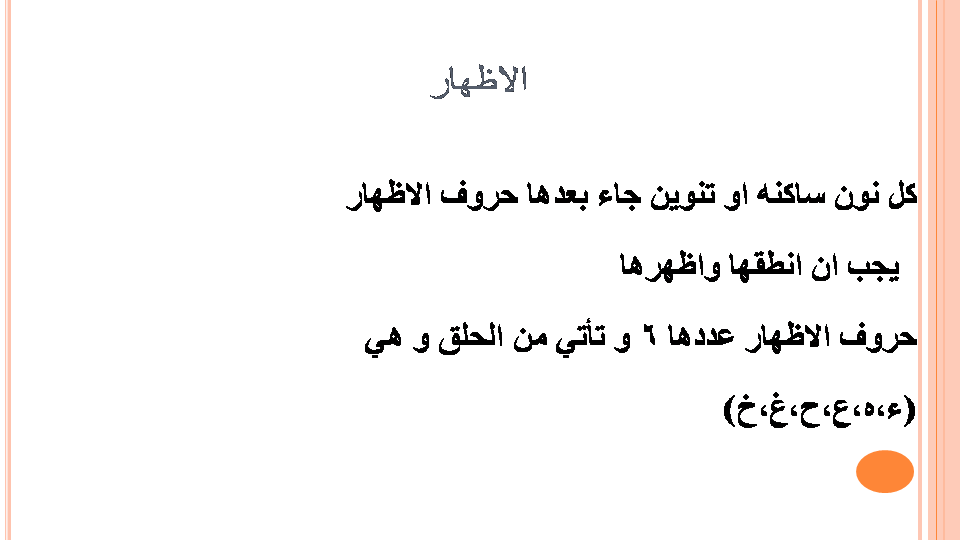 الاظهار
كل نون ساكنه او تنوين جاء بعدها حروف الاظهار
يجب ان انطقها واظهرها
حروف الاظهار عددها ٦ و تأتي من الحلق و هي
(ء،ه،ع،ح،غ،خ)